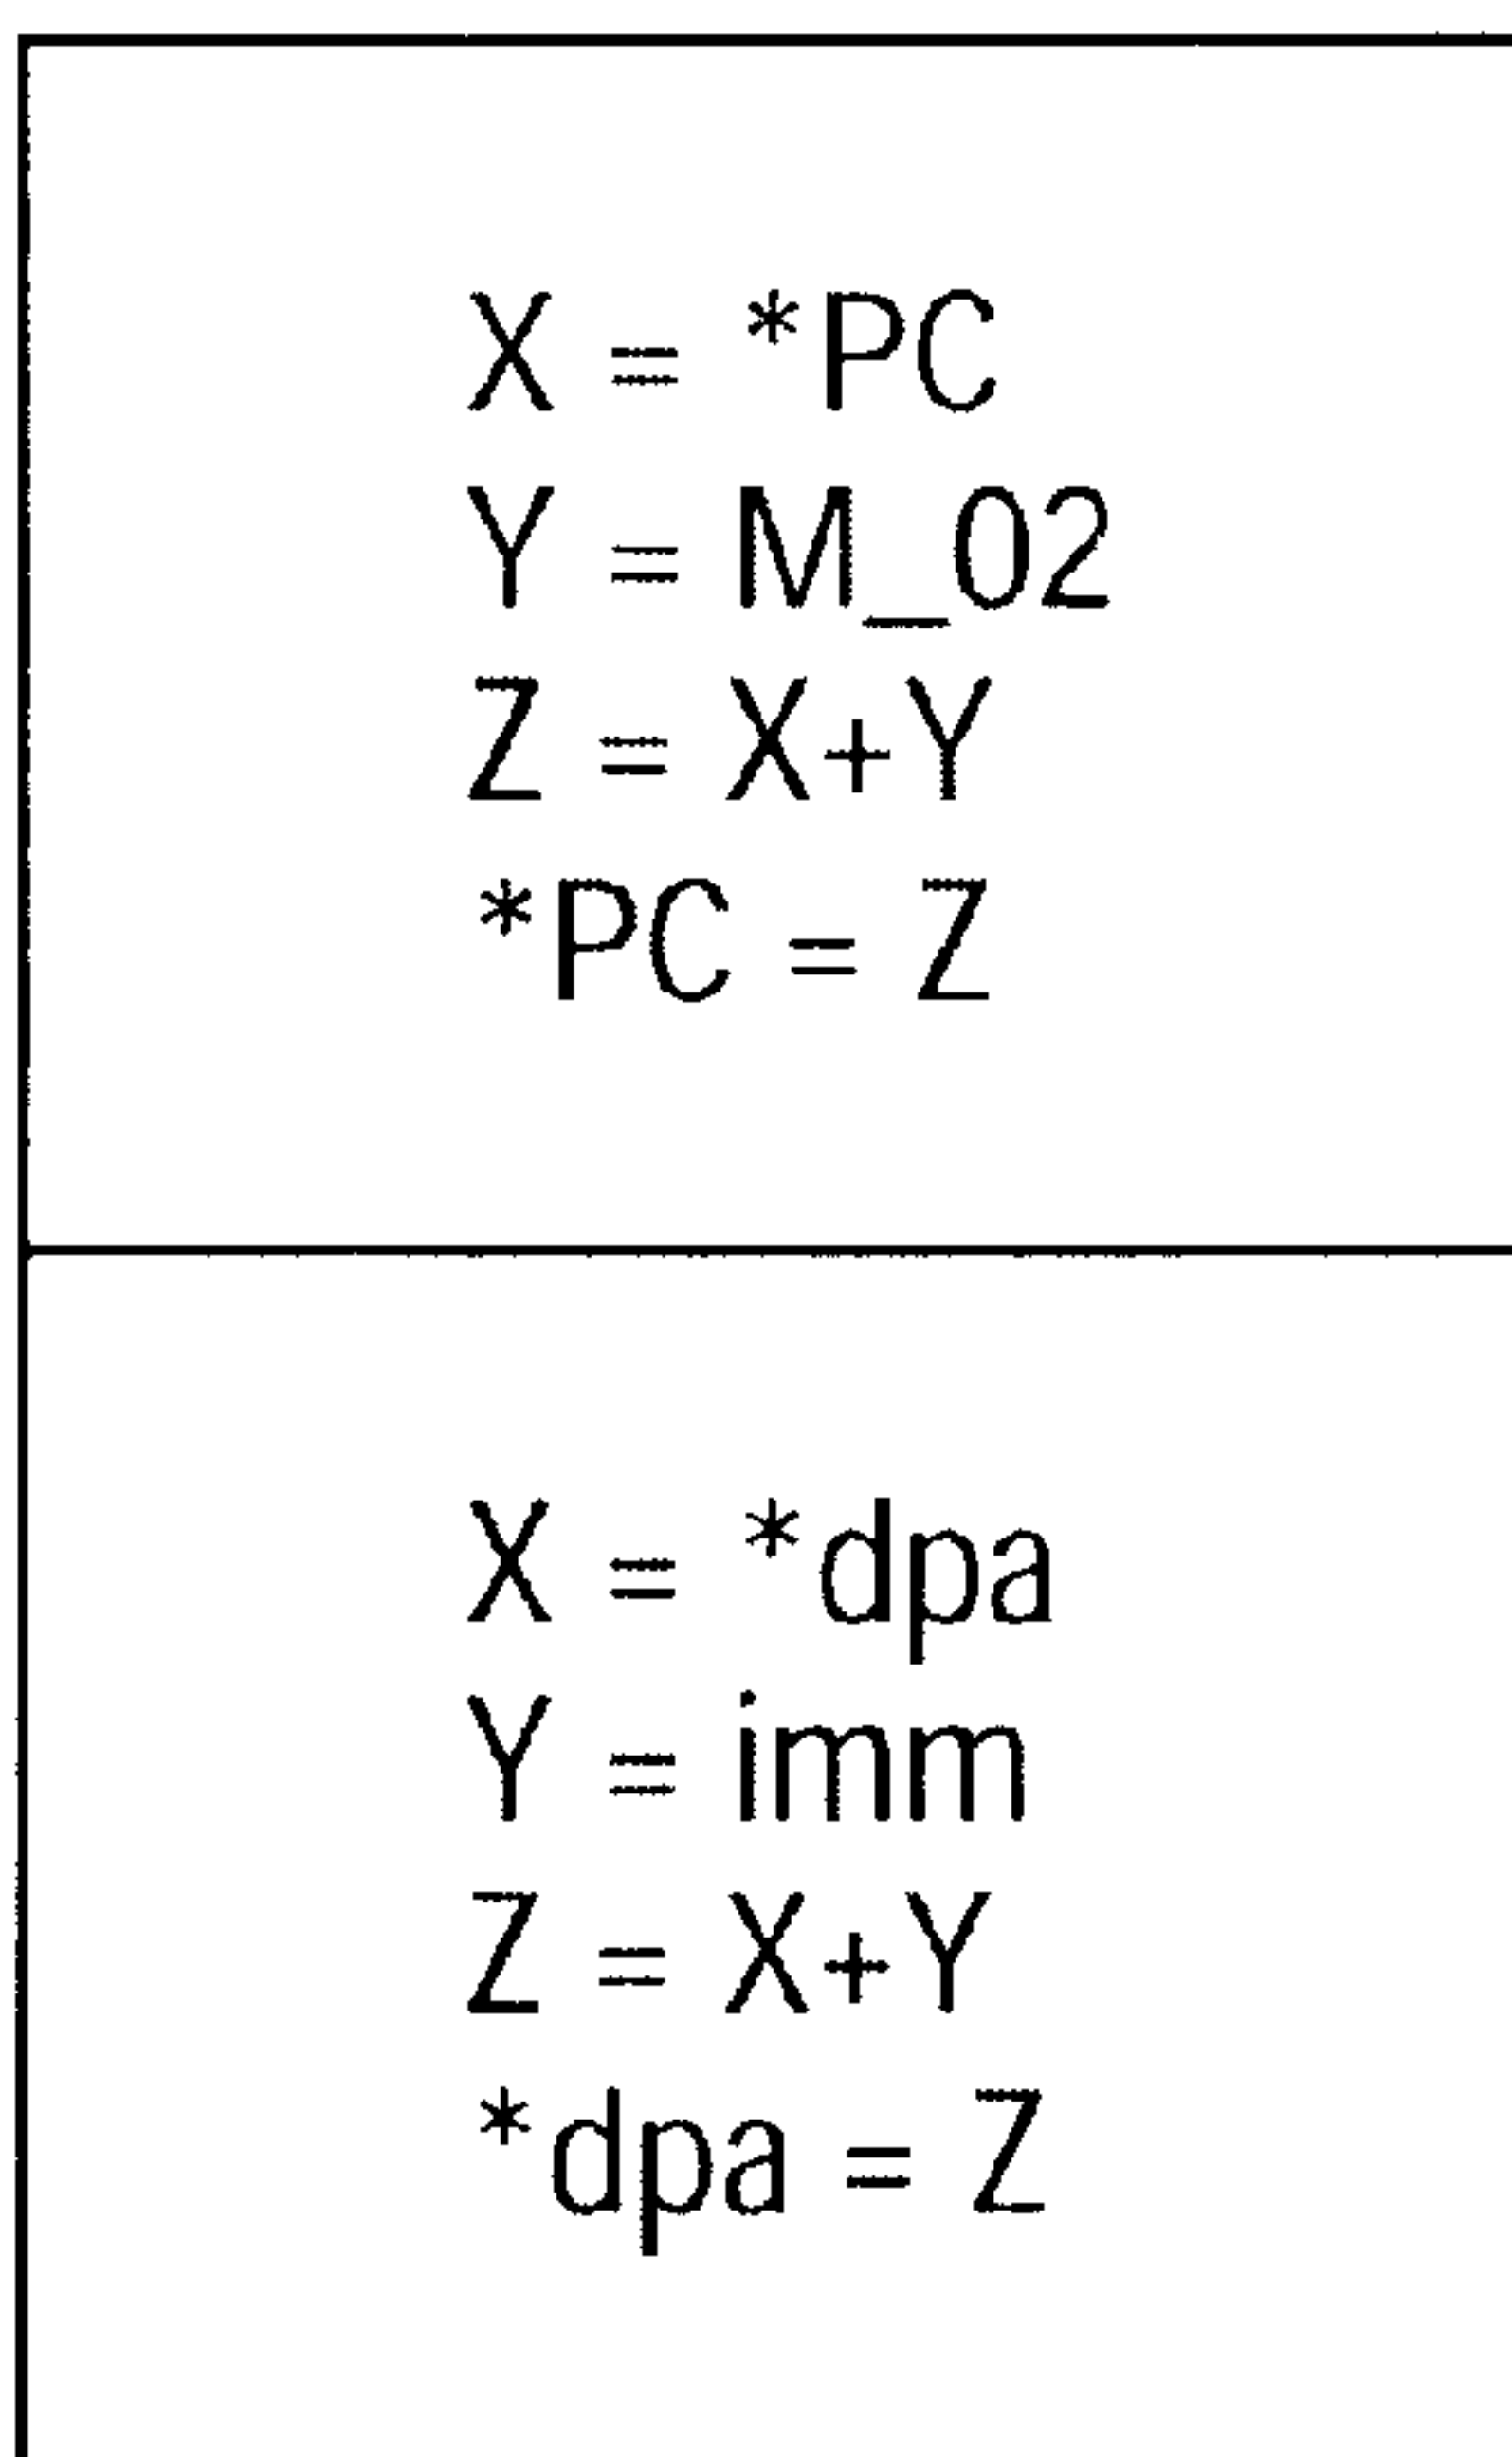 X = *PC
Y = M_02
Z = X+Y
*PC = Z
X = *dpa
Y = imm
Z = X+Y
*dpa = Z